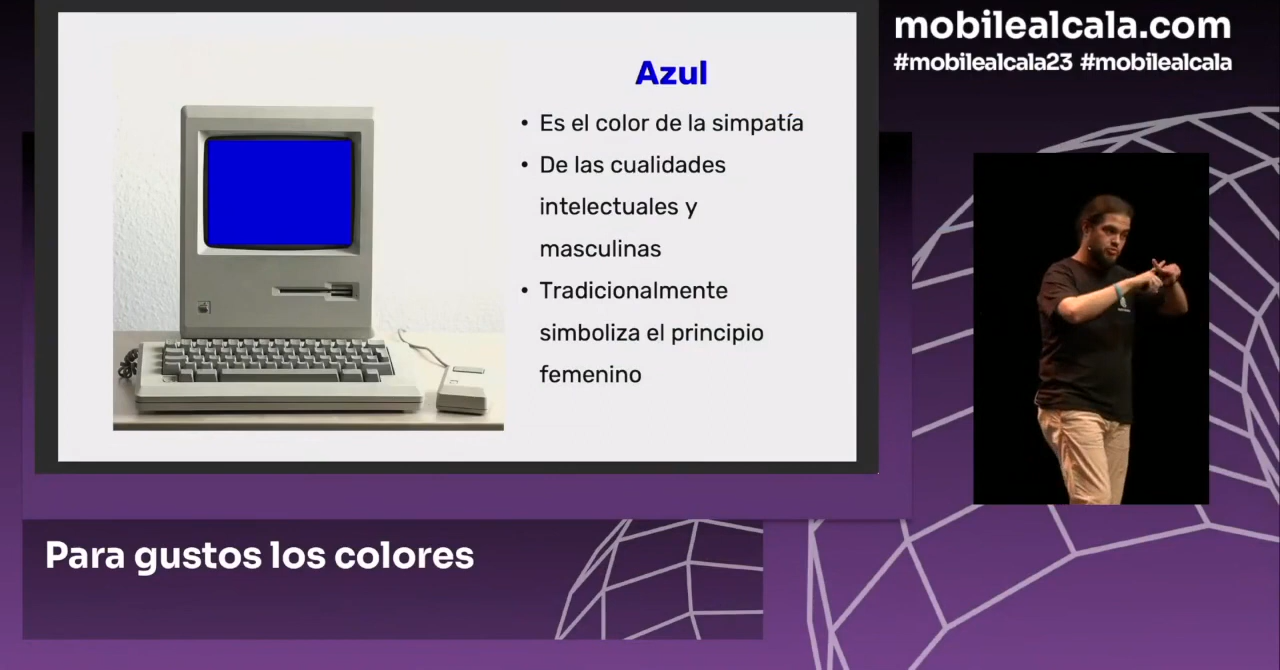 mobilealcala.com
#mobilealcala23 #mobilealcala
Azul
• Es el color de la simpatía
• De las cualidades
intelectuales y
masculinas
• Tradicionalmente
simboliza el principio
femenino
Para gustos los colores